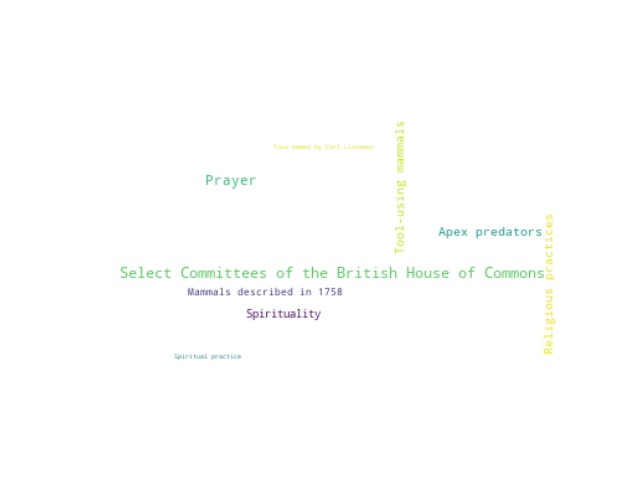 Taxa named by Carl Linnaeus
Tool-using mammals
Prayer
Apex predators
Religious practices
Select Committees of the British House of Commons
Mammals described in 1758
Spirituality
Spiritual practice